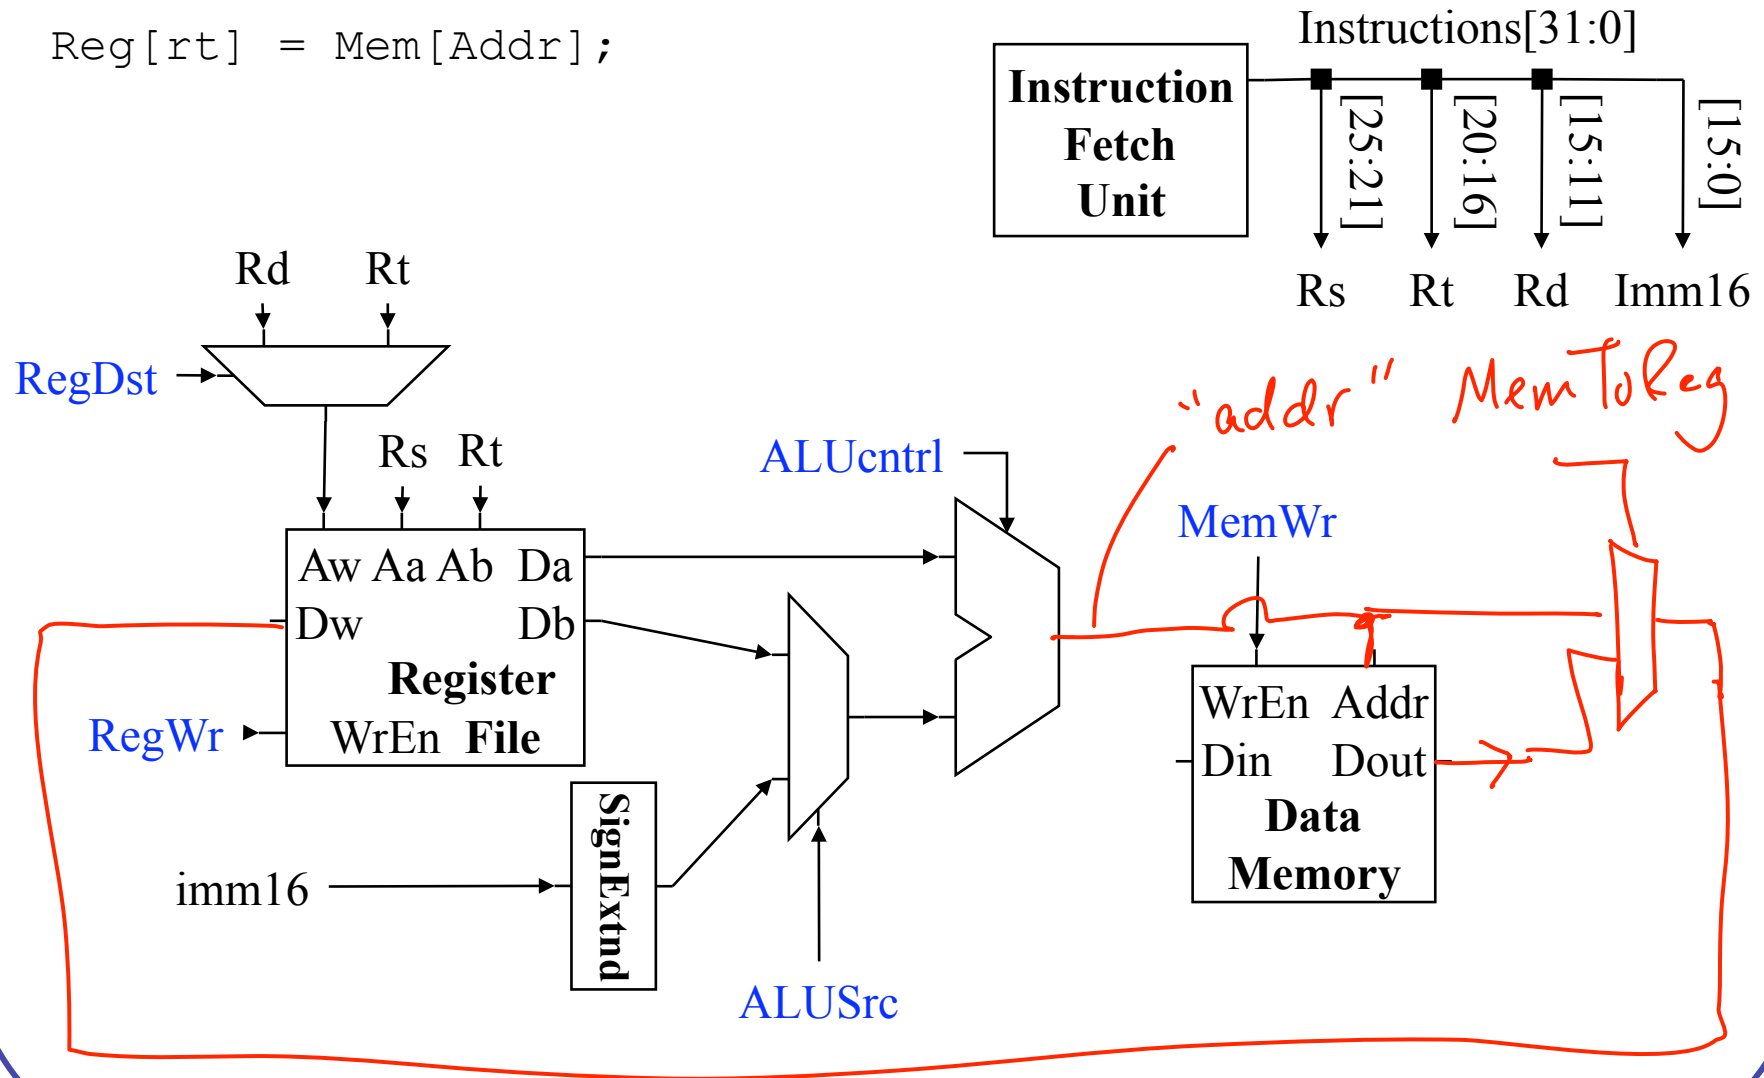 Reg[rt] = Mem[Addr];
Instructions[31:0]
Instruction
Fetch
Unit
[25:21]
[20:16]
[15:11]
[15:0]
Rs Rt Rd Imm16
Rd Rt
RegDst
"addr" MemToReg
Rs Rt
ALUcntrl
MemWr
Aw Aa Ab Da
Dw Db
Register
WrEn File
RegWr
WrEn Addr
Din Dout
Data
Memory
SignExtnd
imm16
ALUSrc